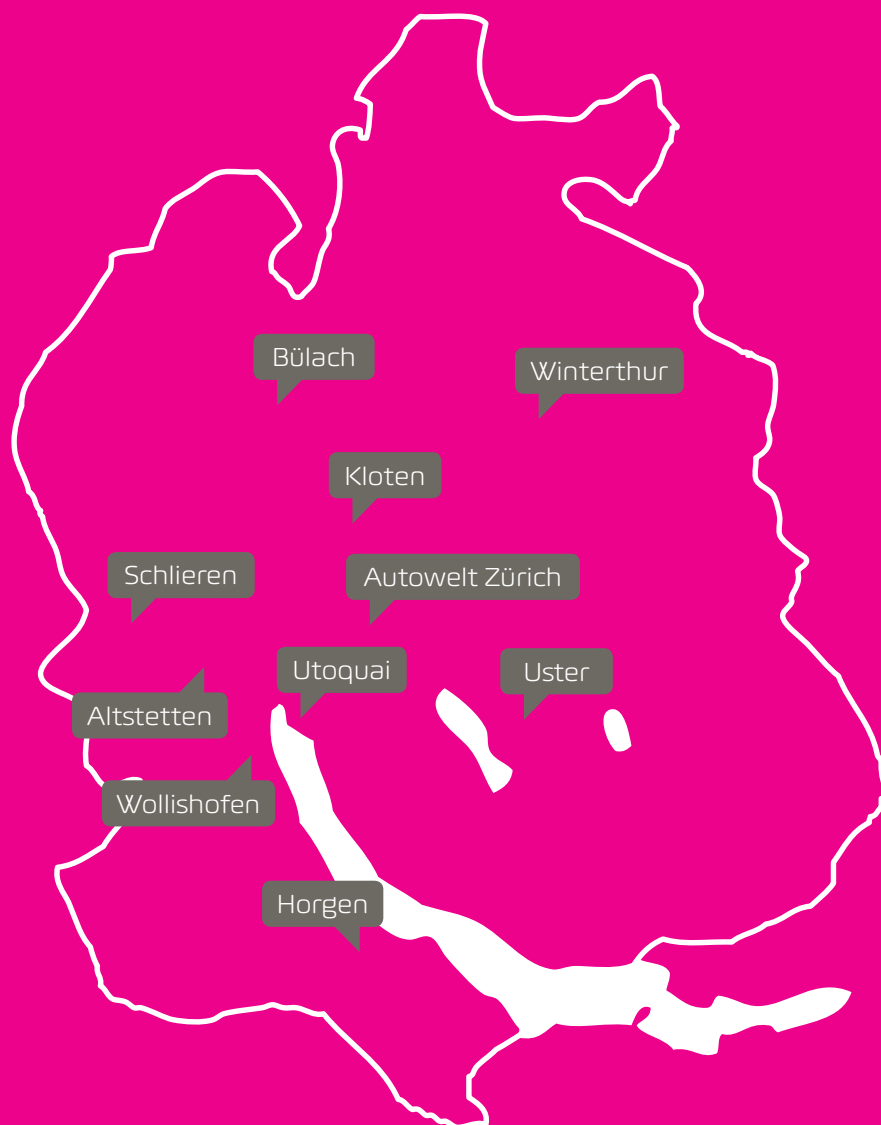 Bülach
Winterthur
Kloten
Schlieren
Autowelt Zürich
Utoquai
Uster
Altstetten
Wollishofen
Horgen